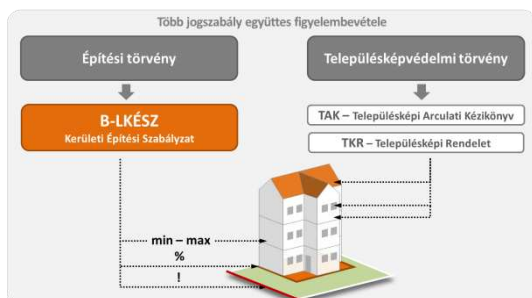 Több jogszabály együttes figyelembevétele
Építési törvény
Településképvédelmi törvény
B-LKÉSZ
Kerületi Építési Szabályzat
TAK – Településképi Arculati Kézikönyv
TKR – Településképi Rendelet
min – max
%
!